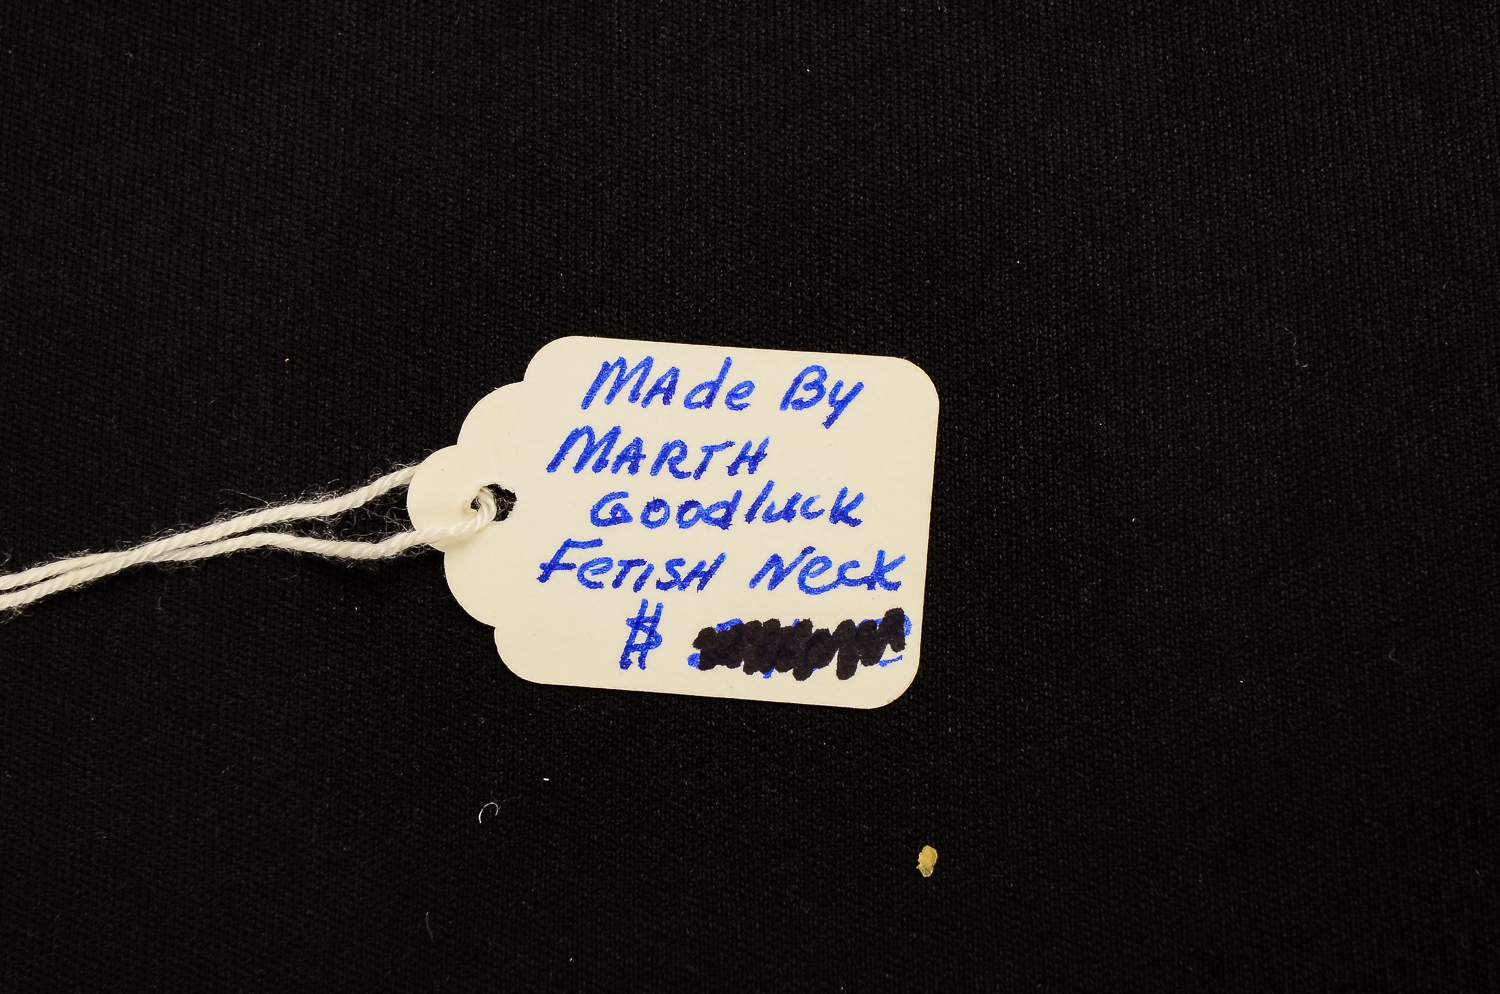 MAde By
MARTH
Goodluck
FeTISH Neck
$